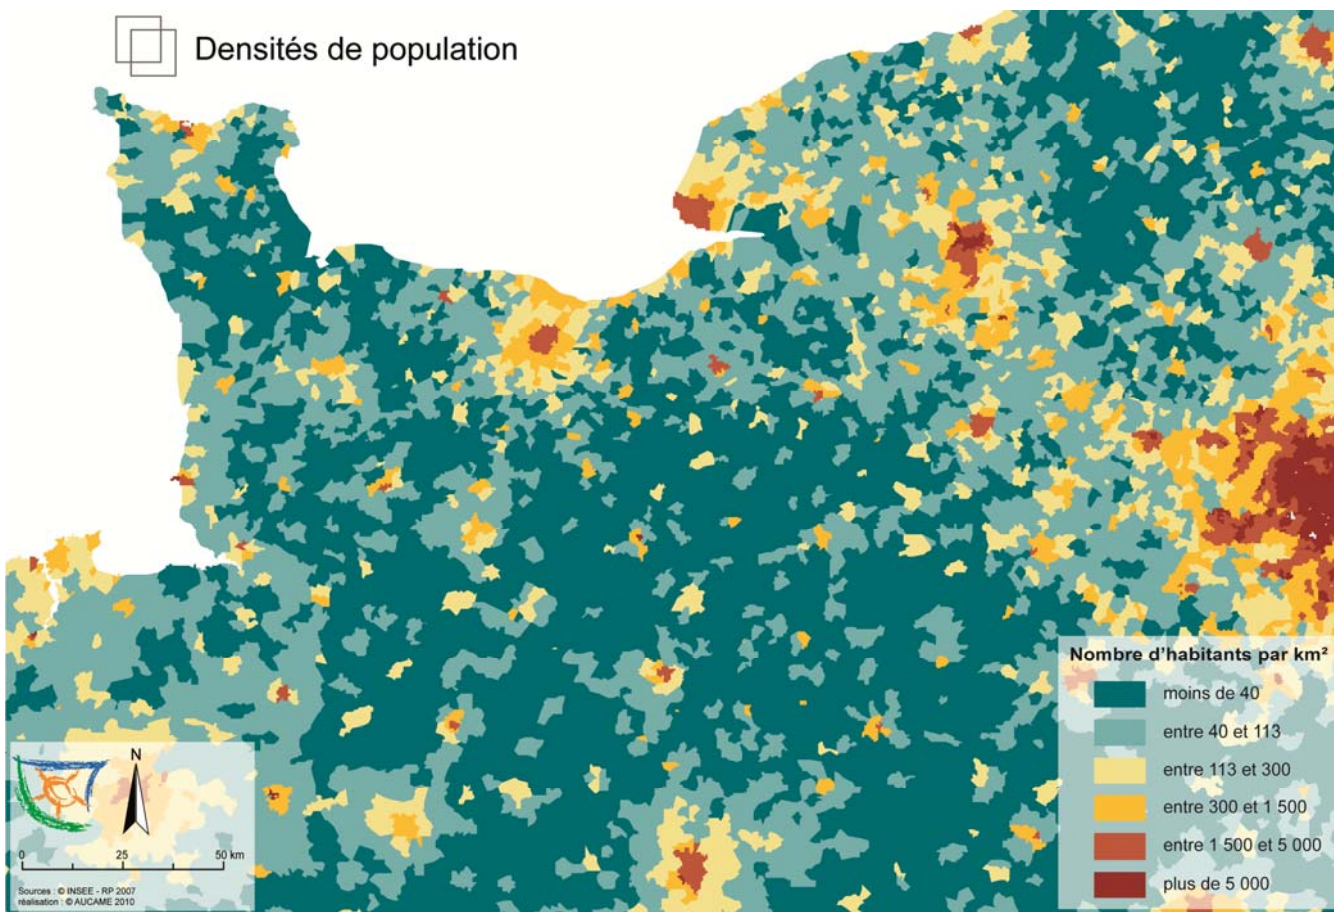 Densités de population
Nombre d'habitants par km²
moins de 40
entre 40 et 113
entre 113 et 300
entre 300 et 1 500
entre 1 500 et 5 000
plus de 5 000
N
0 25 50 km
Sources : © INSEE - RP 2007
réalisation : © AUCAME 2010